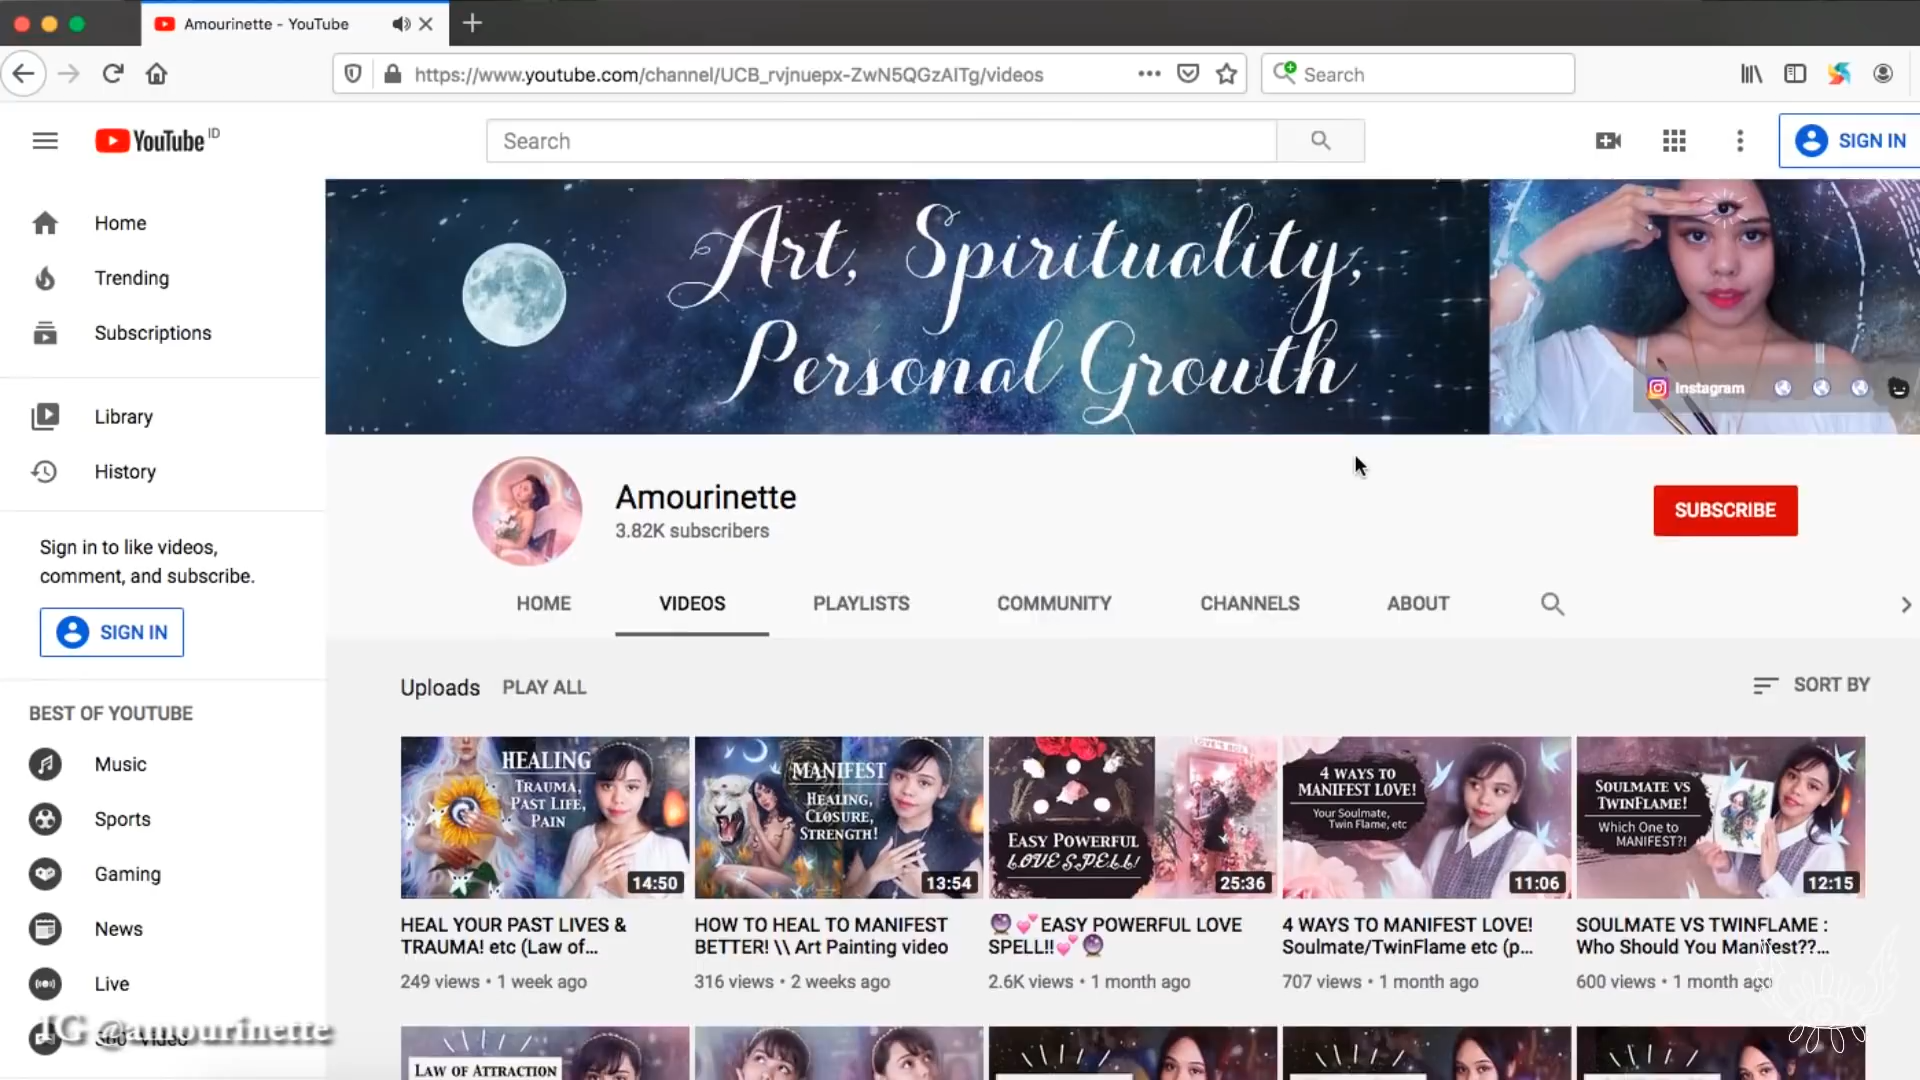 Amourinette - YouTube
https://www.youtube.com/channel/UCB_rvjnuepx-ZwN5QGzAITg/videos
Search
YouTube ID
Search
SIGN IN
Home
Trending
Subscriptions
Library
History
Sign in to like videos,
comment, and subscribe.
SIGN IN
BEST OF YOUTUBE
Music
Sports
Gaming
News
Live
IG @amourinette
Art, Spirituality,
Personal Growth
Instagram
Amourinette
3.82K subscribers
SUBSCRIBE
HOME
VIDEOS
PLAYLISTS
COMMUNITY
CHANNELS
ABOUT
Uploads
PLAY ALL
SORT BY
HEALING
TRAUMA,
PAST LIFE,
PAIN
14:50
HEAL YOUR PAST LIVES &
TRAUMA! etc (Law of...
249 views • 1 week ago
MANIFEST
HEALING,
CLOSURE,
STRENGTH!
13:54
HOW TO HEAL TO MANIFEST
BETTER! \\ Art Painting video
316 views • 2 weeks ago
EASY POWERFUL
LOVE SPELL!
25:36
🔮💕EASY POWERFUL LOVE
SPELL!!💕🔮
2.6K views • 1 month ago
4 WAYS TO
MANIFEST LOVE!
Your Soulmate,
Twin Flame, etc
11:06
4 WAYS TO MANIFEST LOVE!
Soulmate/TwinFlame etc (p...
707 views • 1 month ago
SOULMATE VS
TWINFLAME!
Which One to
MANIFEST?!
12:15
SOULMATE VS TWINFLAME :
Who Should You Manifest??...
600 views • 1 month ago
LAW OF ATTRACTION